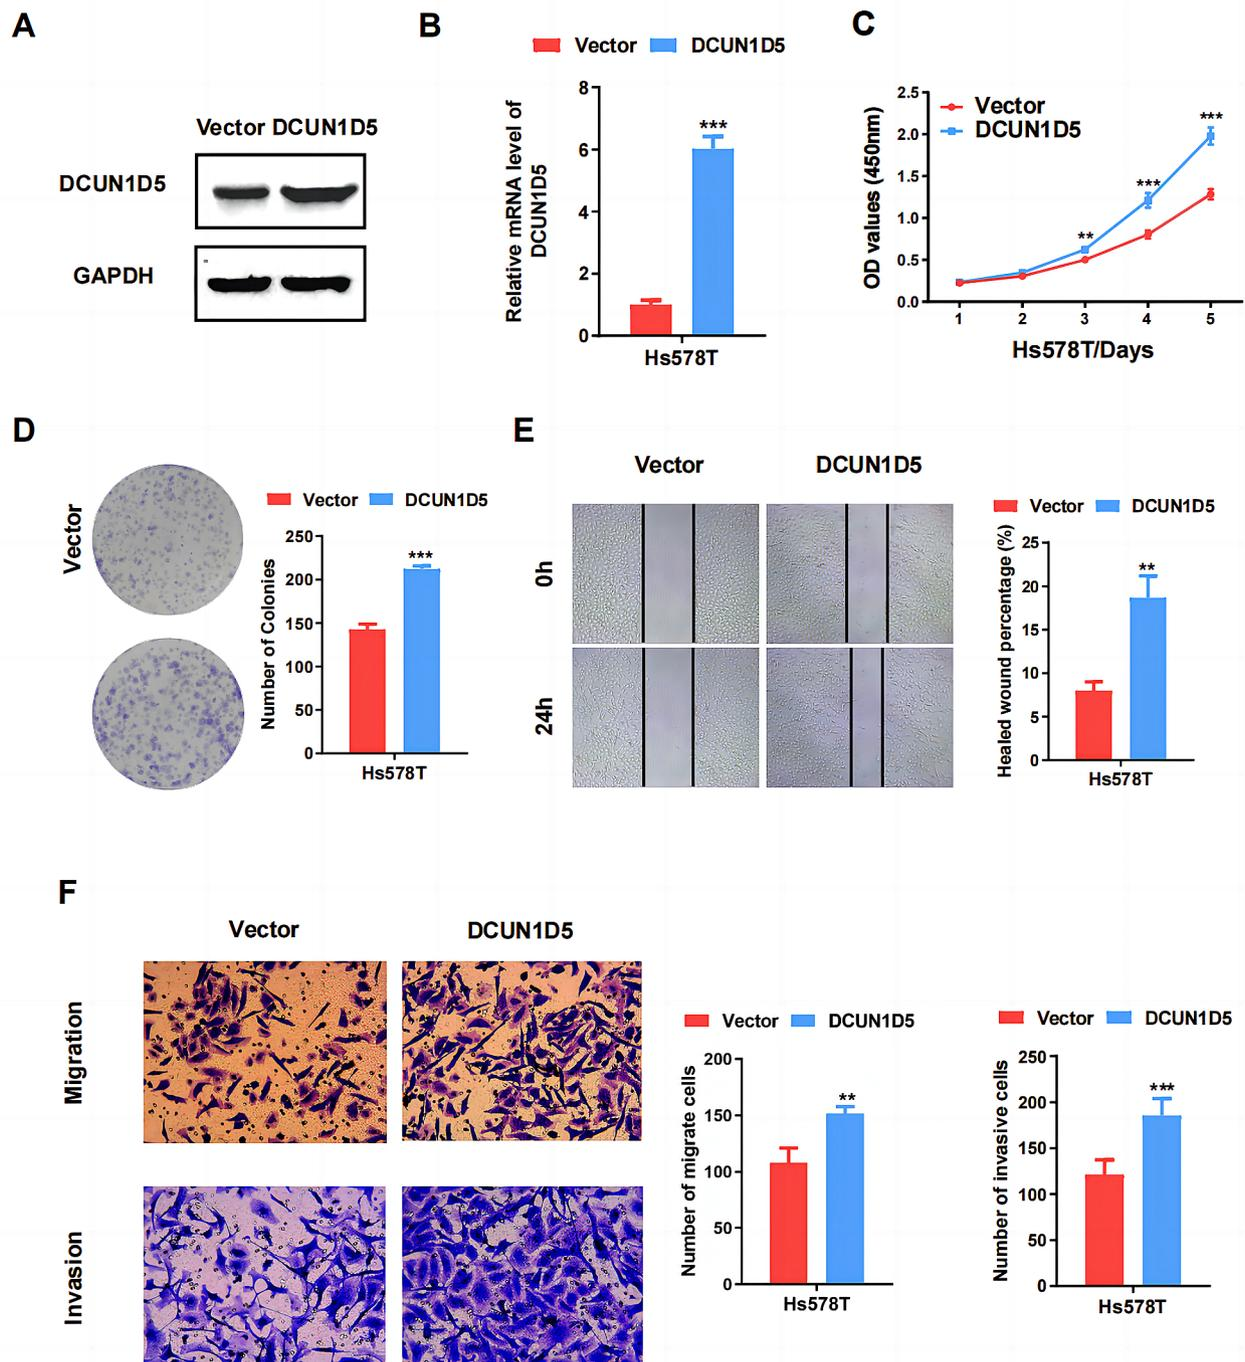 A
Vector DCUN1D5
DCUN1D5
GAPDH
B
Vector DCUN1D5
Relative mRNA level of
DCUN1D5
8
6
4
2
0
***
Hs578T
C
OD values (450nm)
2.5
2.0
1.5
1.0
0.5
0.0
Vector
DCUN1D5
**
***
***
1 2 3 4 5
Hs578T/Days
D
Vector
Vector DCUN1D5
Number of Colonies
250
200
150
100
50
0
***
Hs578T
E
Vector DCUN1D5
0h
24h
Vector DCUN1D5
Healed wound percentage (%)
25
20
15
10
5
0
**
Hs578T
F
Vector DCUN1D5
Migration
Invasion
Vector DCUN1D5
Number of migrate cells
200
150
100
50
0
**
Hs578T
Vector DCUN1D5
Number of invasive cells
250
200
150
100
50
0
***
Hs578T